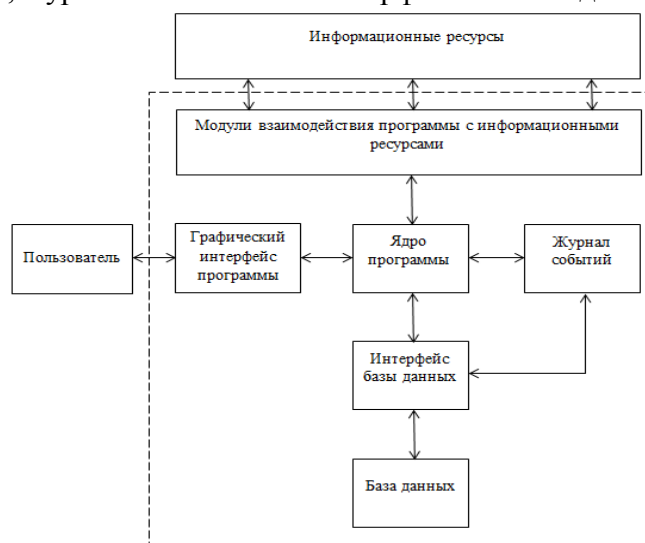 Информационные ресурсы
Модули взаимодействия программы с информационными
ресурсами
Пользователь
Графический
интерфейс
программы
Ядро
программы
Журнал
событий
Интерфейс
базы данных
База данных